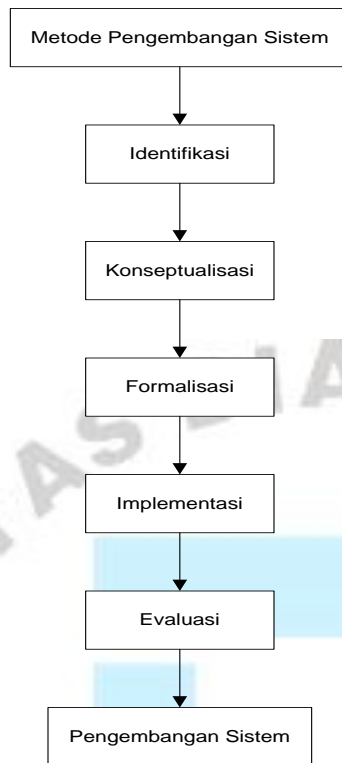 Metode Pengembangan Sistem
Identifikasi
Konseptualisasi
Formalisasi
Implementasi
Evaluasi
Pengembangan Sistem